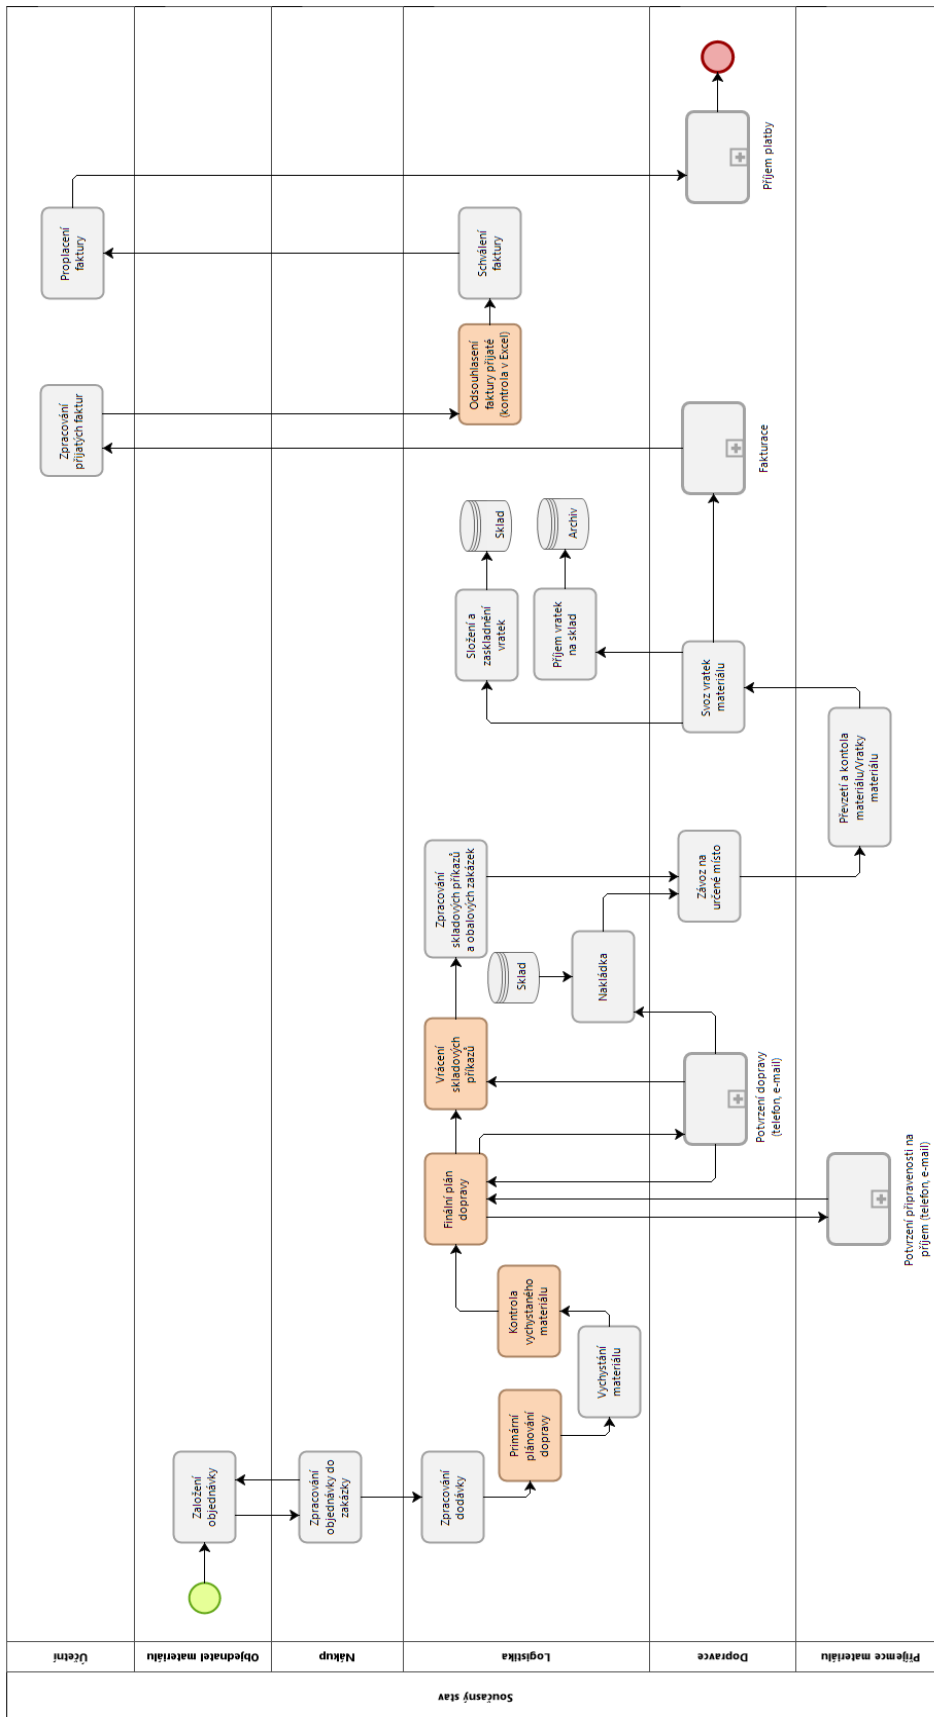 Současný stav
Účetní
Objednatel materiálu
Nákup
Logistika
Dopravce
Příjemce materiálu
Založení
objednávky
Zpracování
objednávky do
zakázky
Zpracování
dodávky
Primární
plánování
dopravy
Vychystání
materiálu
Kontrola
vychystaného
materiálu
Finální plán
dopravy
Potvrzení připravenosti na
příjem (telefon, e-mail)
Potvrzení dopravy
(telefon, e-mail)
Vrácení
skladových
příkazů
Sklad
Nakládka
Zpracování
skladových příkazů
a obalových zakázek
Závoz na
určené místo
Převzetí a kontola
materiálu/Vratky
materiálu
Svoz vratek
materiálu
Složení a
zaskladnění
vratek
Příjem vratek
na sklad
Sklad
Archiv
Fakturace
Zpracování
přijatých faktur
Odsouhlasení
faktury přijaté
(kontrola v Excel)
Schválení
faktury
Proplacení
faktury
Příjem platby